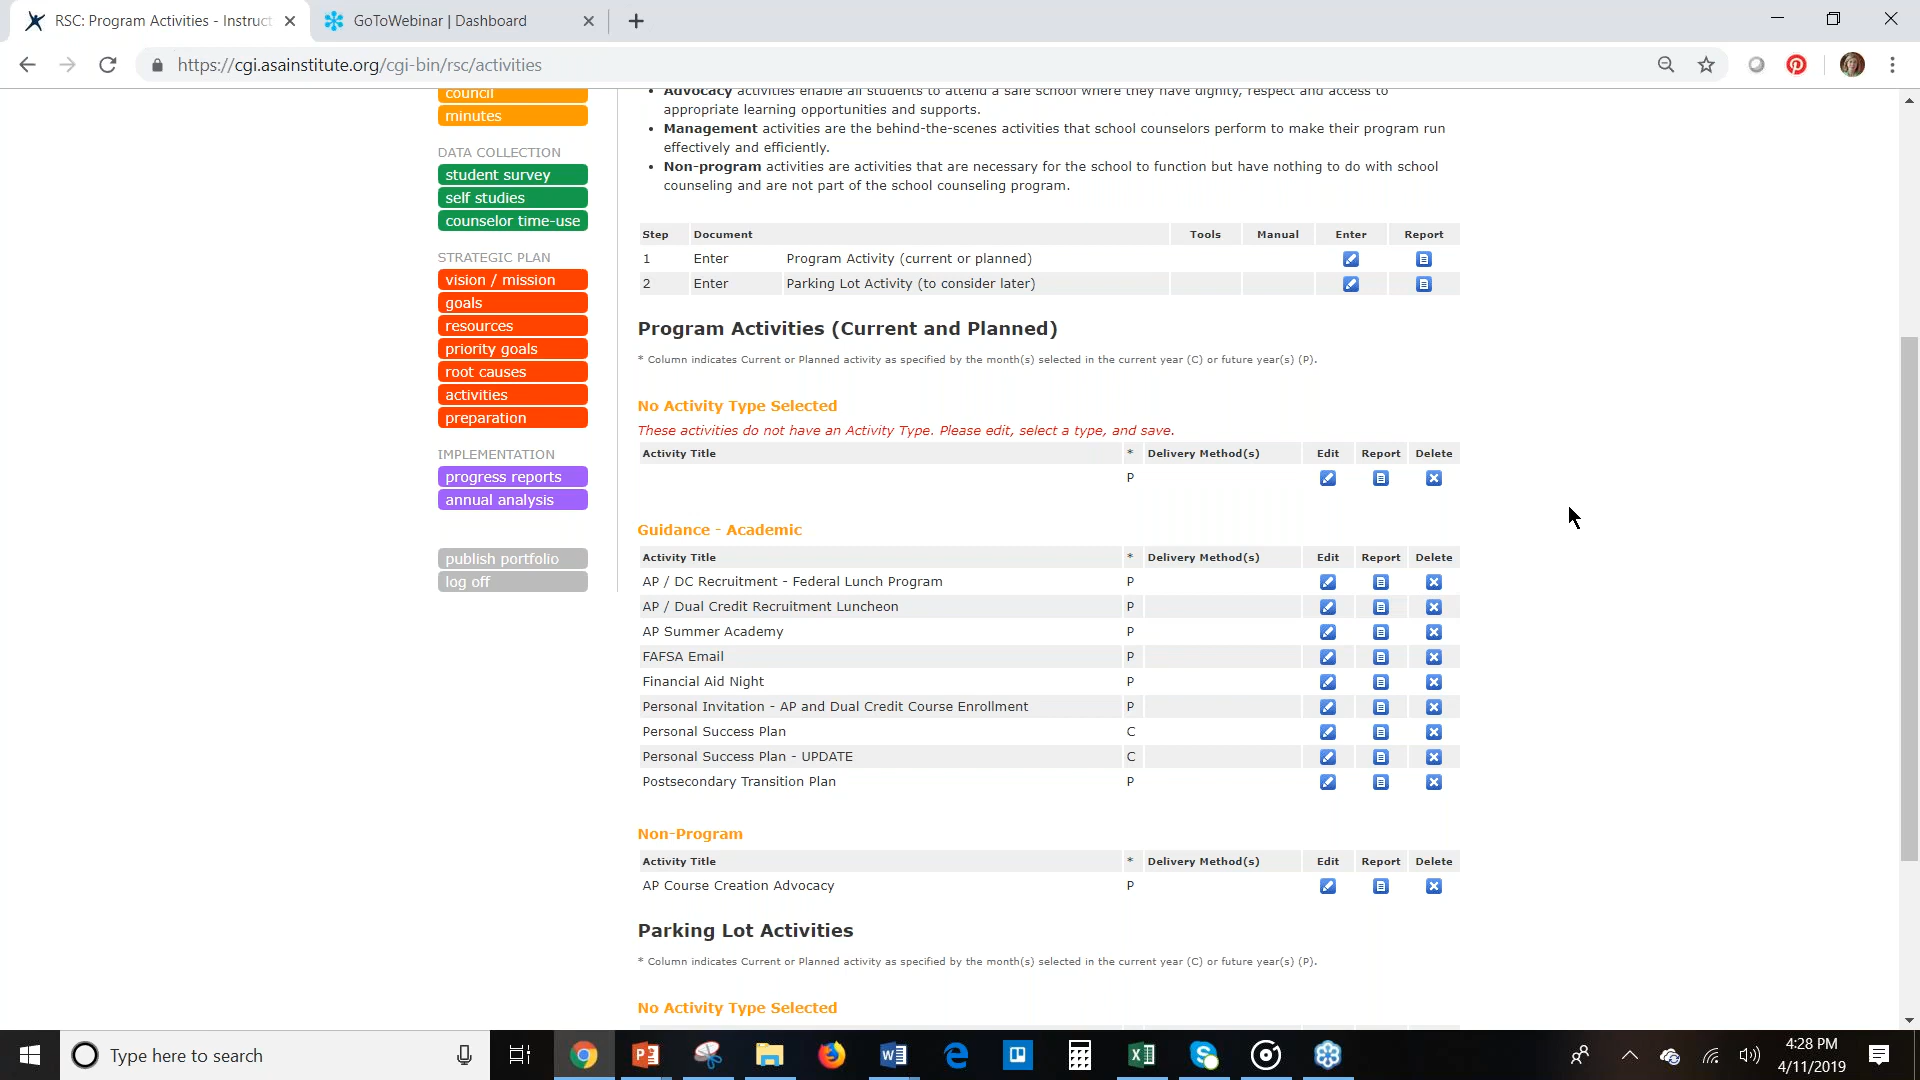 RSC: Program Activities - Instruct
GoToWebinar | Dashboard
https://cgi.asainstitute.org/cgi-bin/rsc/activities
council
minutes
DATA COLLECTION
student survey
self studies
counselor time-use
STRATEGIC PLAN
vision / mission
goals
resources
priority goals
root causes
activities
preparation
IMPLEMENTATION
progress reports
annual analysis
publish portfolio
log off
• Advocacy activities enable all students to attend a safe school where they have dignity, respect and access to
appropriate learning opportunities and supports.
• Management activities are the behind-the-scenes activities that school counselors perform to make their program run
effectively and efficiently.
• Non-program activities are activities that are necessary for the school to function but have nothing to do with school
counseling and are not part of the school counseling program.
Step Document Tools Manual Enter Report
1 Enter Program Activity (current or planned)
2 Enter Parking Lot Activity (to consider later)
Program Activities (Current and Planned)
* Column indicates Current or Planned activity as specified by the month(s) selected in the current year (C) or future year(s) (P).
No Activity Type Selected
These activities do not have an Activity Type. Please edit, select a type, and save.
Activity Title * Delivery Method(s) Edit Report Delete
P
Guidance - Academic
Activity Title * Delivery Method(s) Edit Report Delete
AP / DC Recruitment - Federal Lunch Program P
AP / Dual Credit Recruitment Luncheon P
AP Summer Academy P
FAFSA Email P
Financial Aid Night P
Personal Invitation - AP and Dual Credit Course Enrollment P
Personal Success Plan C
Personal Success Plan - UPDATE C
Postsecondary Transition Plan P
Non-Program
Activity Title * Delivery Method(s) Edit Report Delete
AP Course Creation Advocacy P
Parking Lot Activities
* Column indicates Current or Planned activity as specified by the month(s) selected in the current year (C) or future year(s) (P).
No Activity Type Selected
Type here to search
4:28 PM
4/11/2019